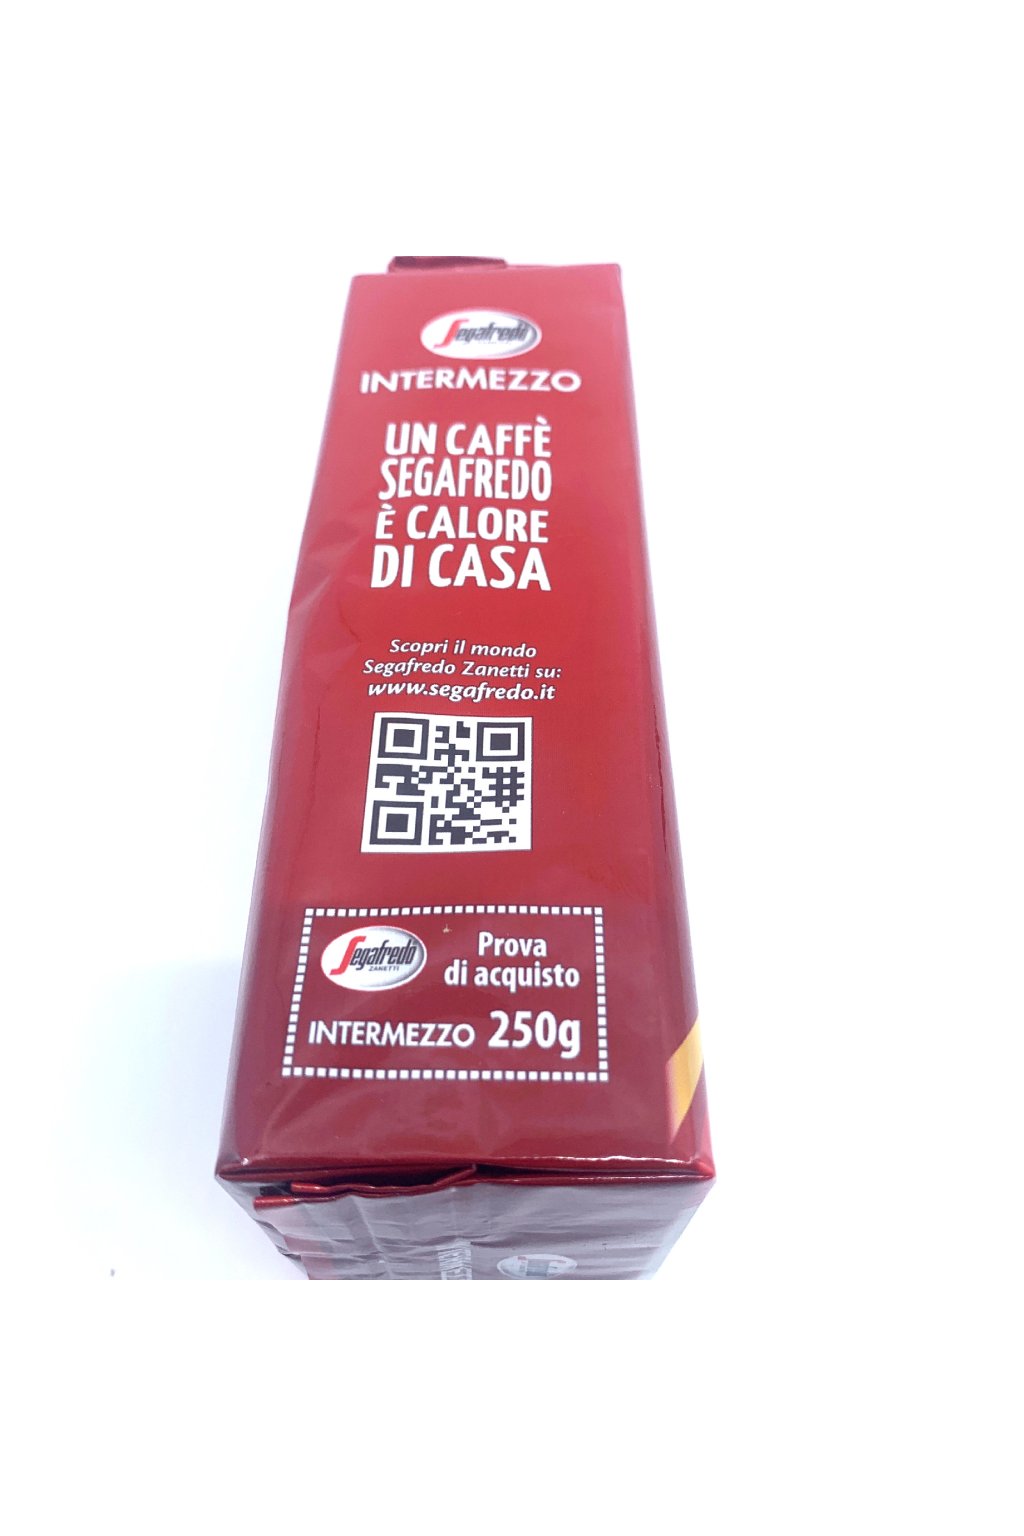 Segafredo
INTERMEZZO
UN CAFFÈ
SEGAFREDO
È CALORE
DI CASA
Scopri il mondo
Segafredo Zanetti su:
www.segafredo.it
Segafredo
ZANETTI
Prova
di acquisto
INTERMEZZO 250g